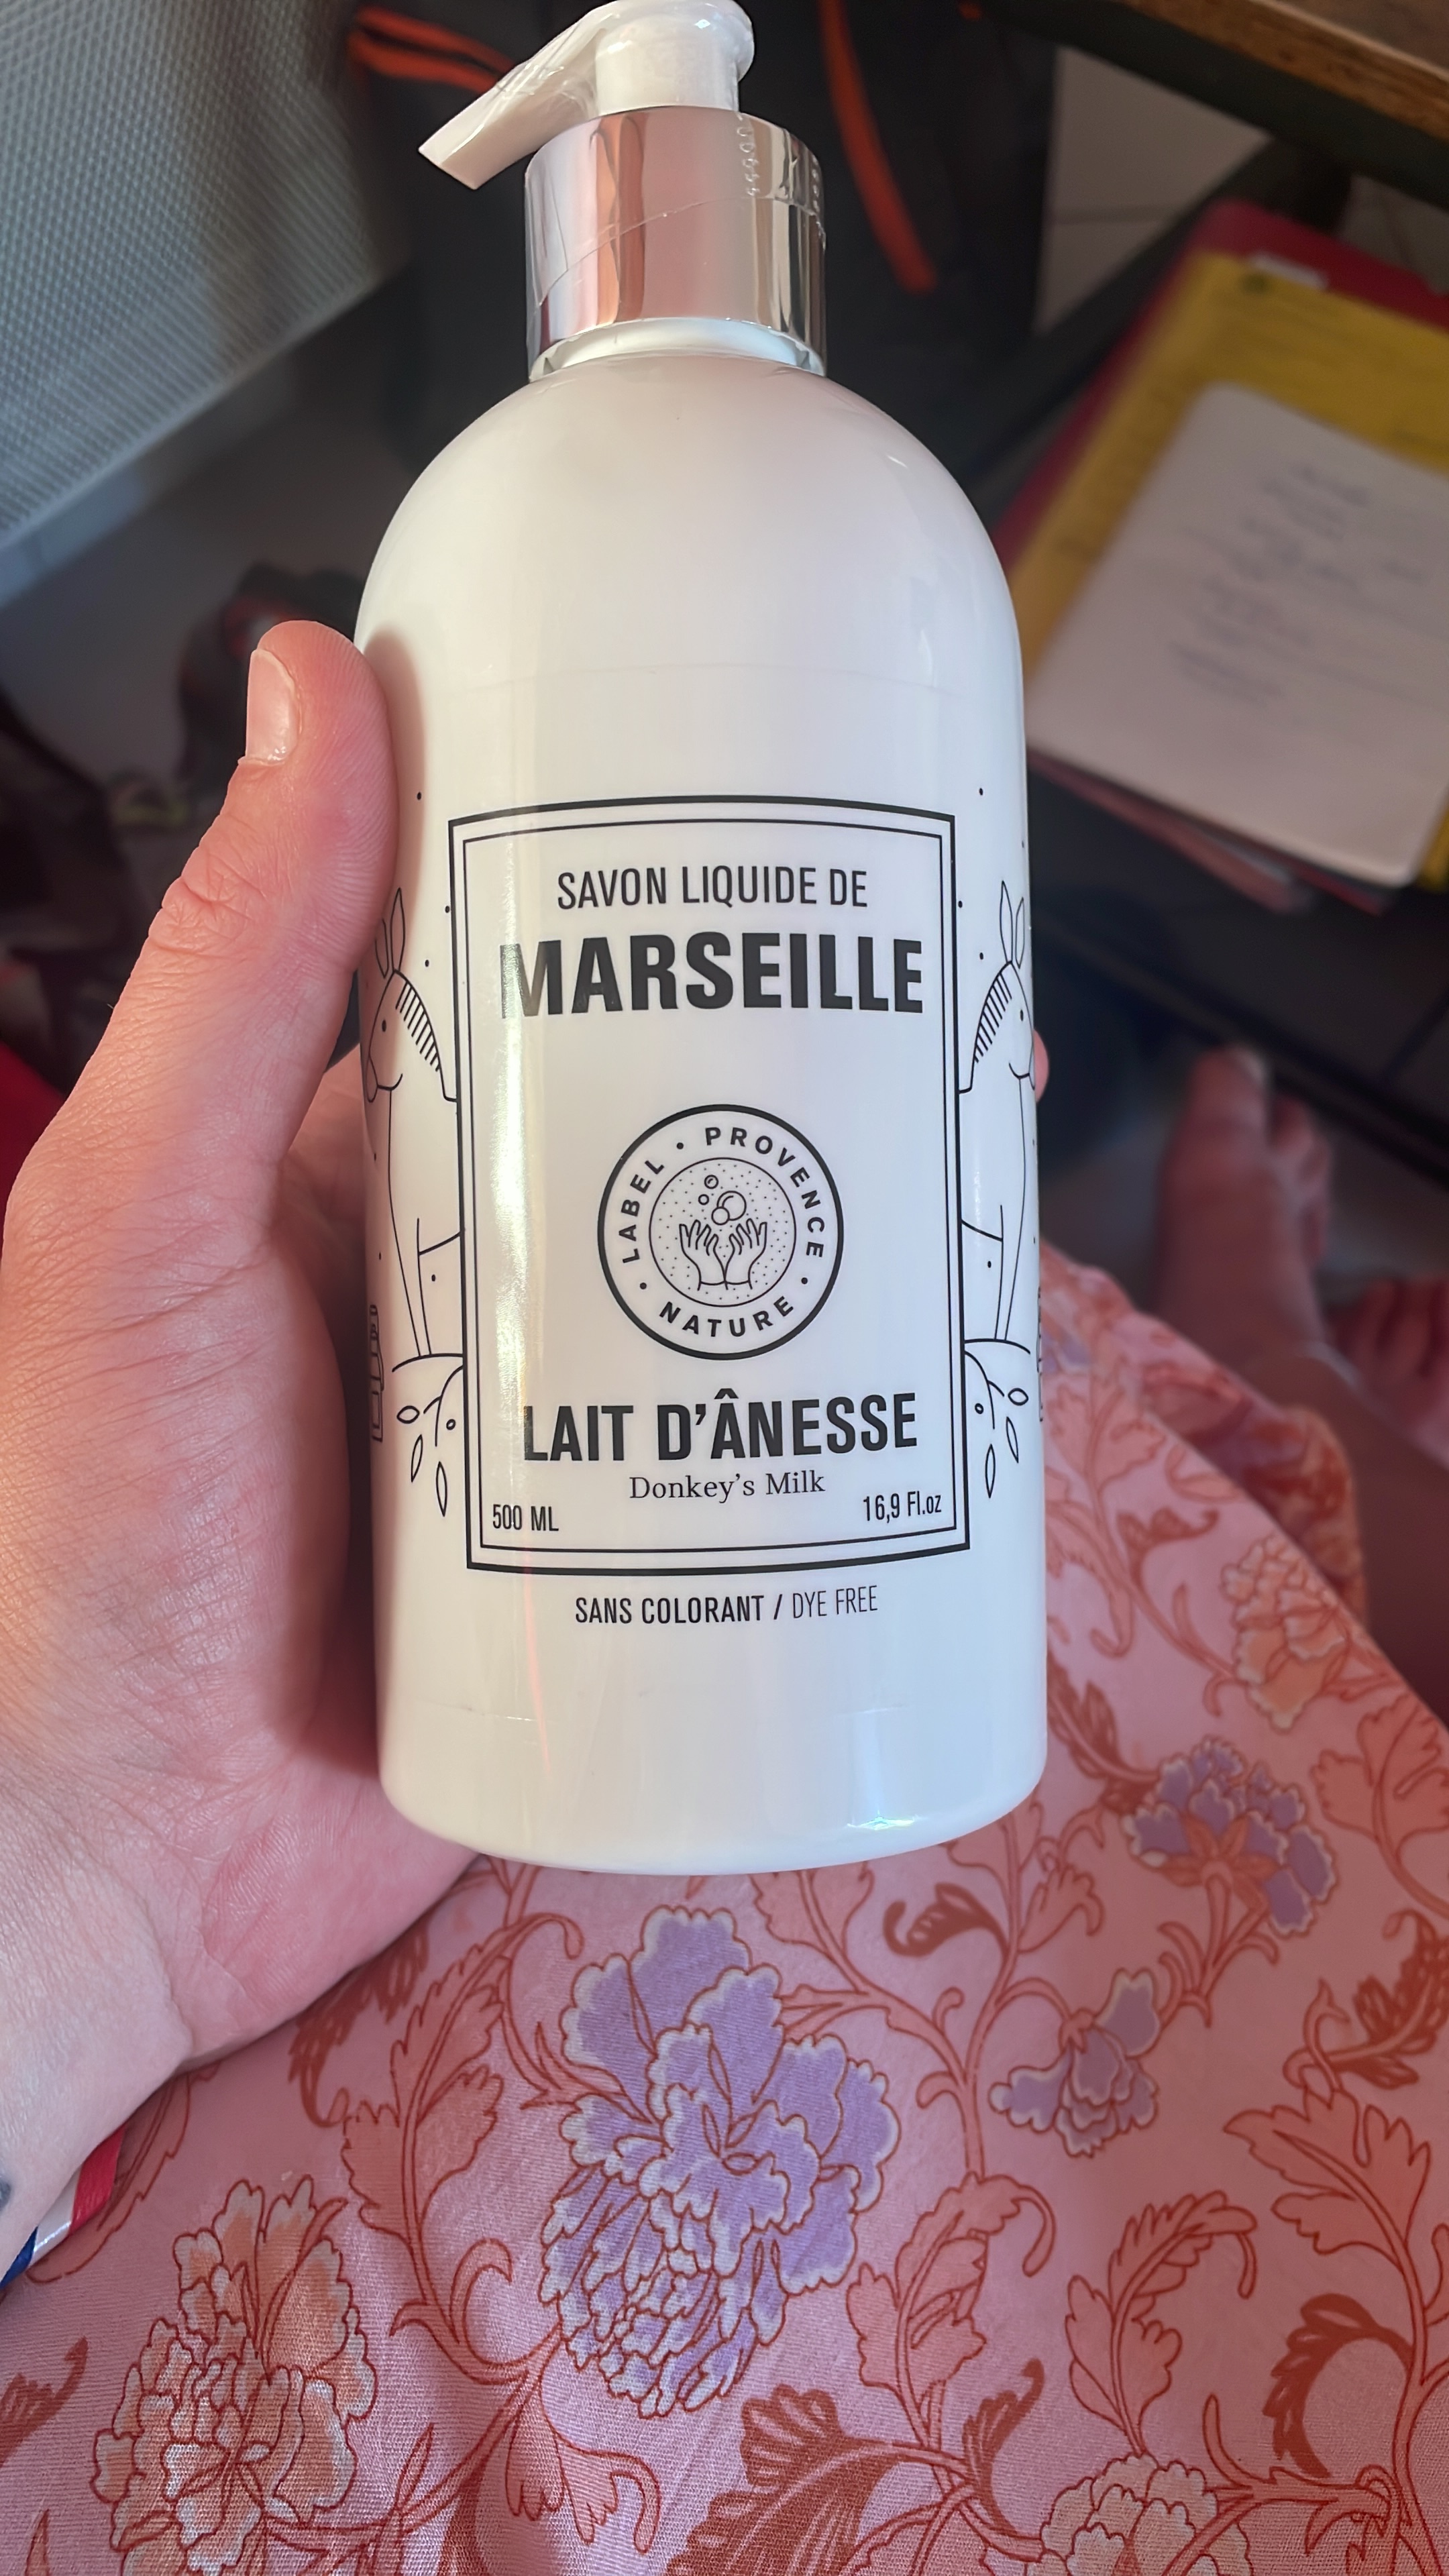 SAVON LIQUIDE DE
MARSEILLE
LABEL • PROVENCE • NATURE •
LAIT D'ÂNESSE
Donkey's Milk
500 ML
16,9 Fl.oz
SANS COLORANT / DYE FREE